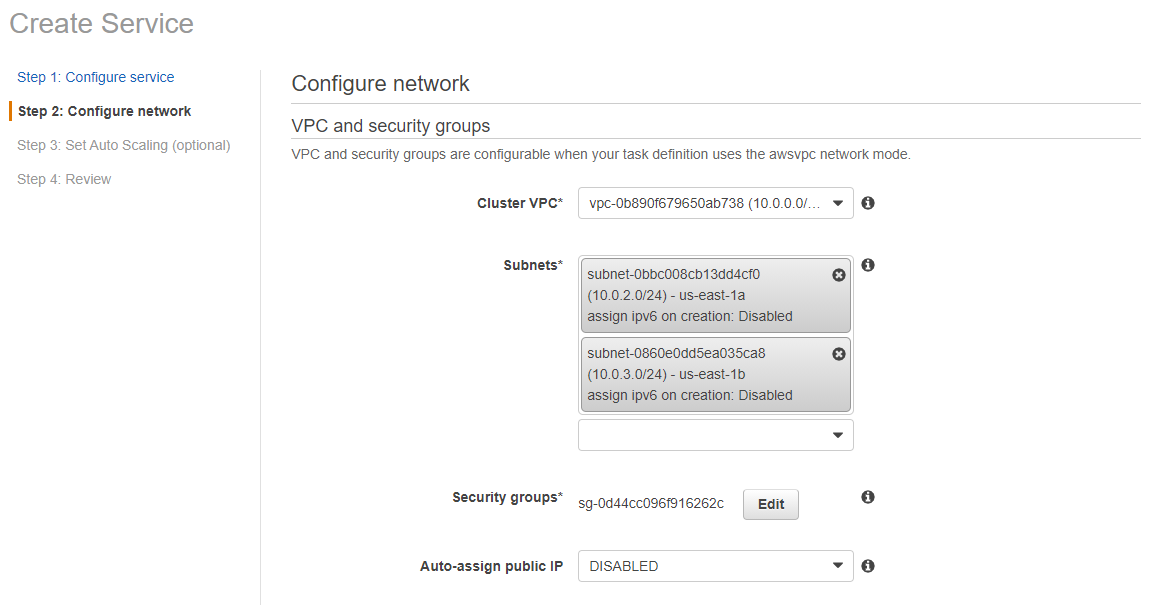 Create Service
Step 1: Configure service
Step 2: Configure network
Step 3: Set Auto Scaling (optional)
Step 4: Review
Configure network
VPC and security groups
VPC and security groups are configurable when your task definition uses the awsvpc network mode.
Cluster VPC*
vpc-0b890f679650ab738 (10.0.0.0/...
Subnets*
subnet-0bbc008cb13dd4cf0
(10.0.2.0/24) - us-east-1a
assign ipv6 on creation: Disabled
subnet-0860e0dd5ea035ca8
(10.0.3.0/24) - us-east-1b
assign ipv6 on creation: Disabled
Security groups*
sg-0d44cc096f916262c
Edit
Auto-assign public IP
DISABLED